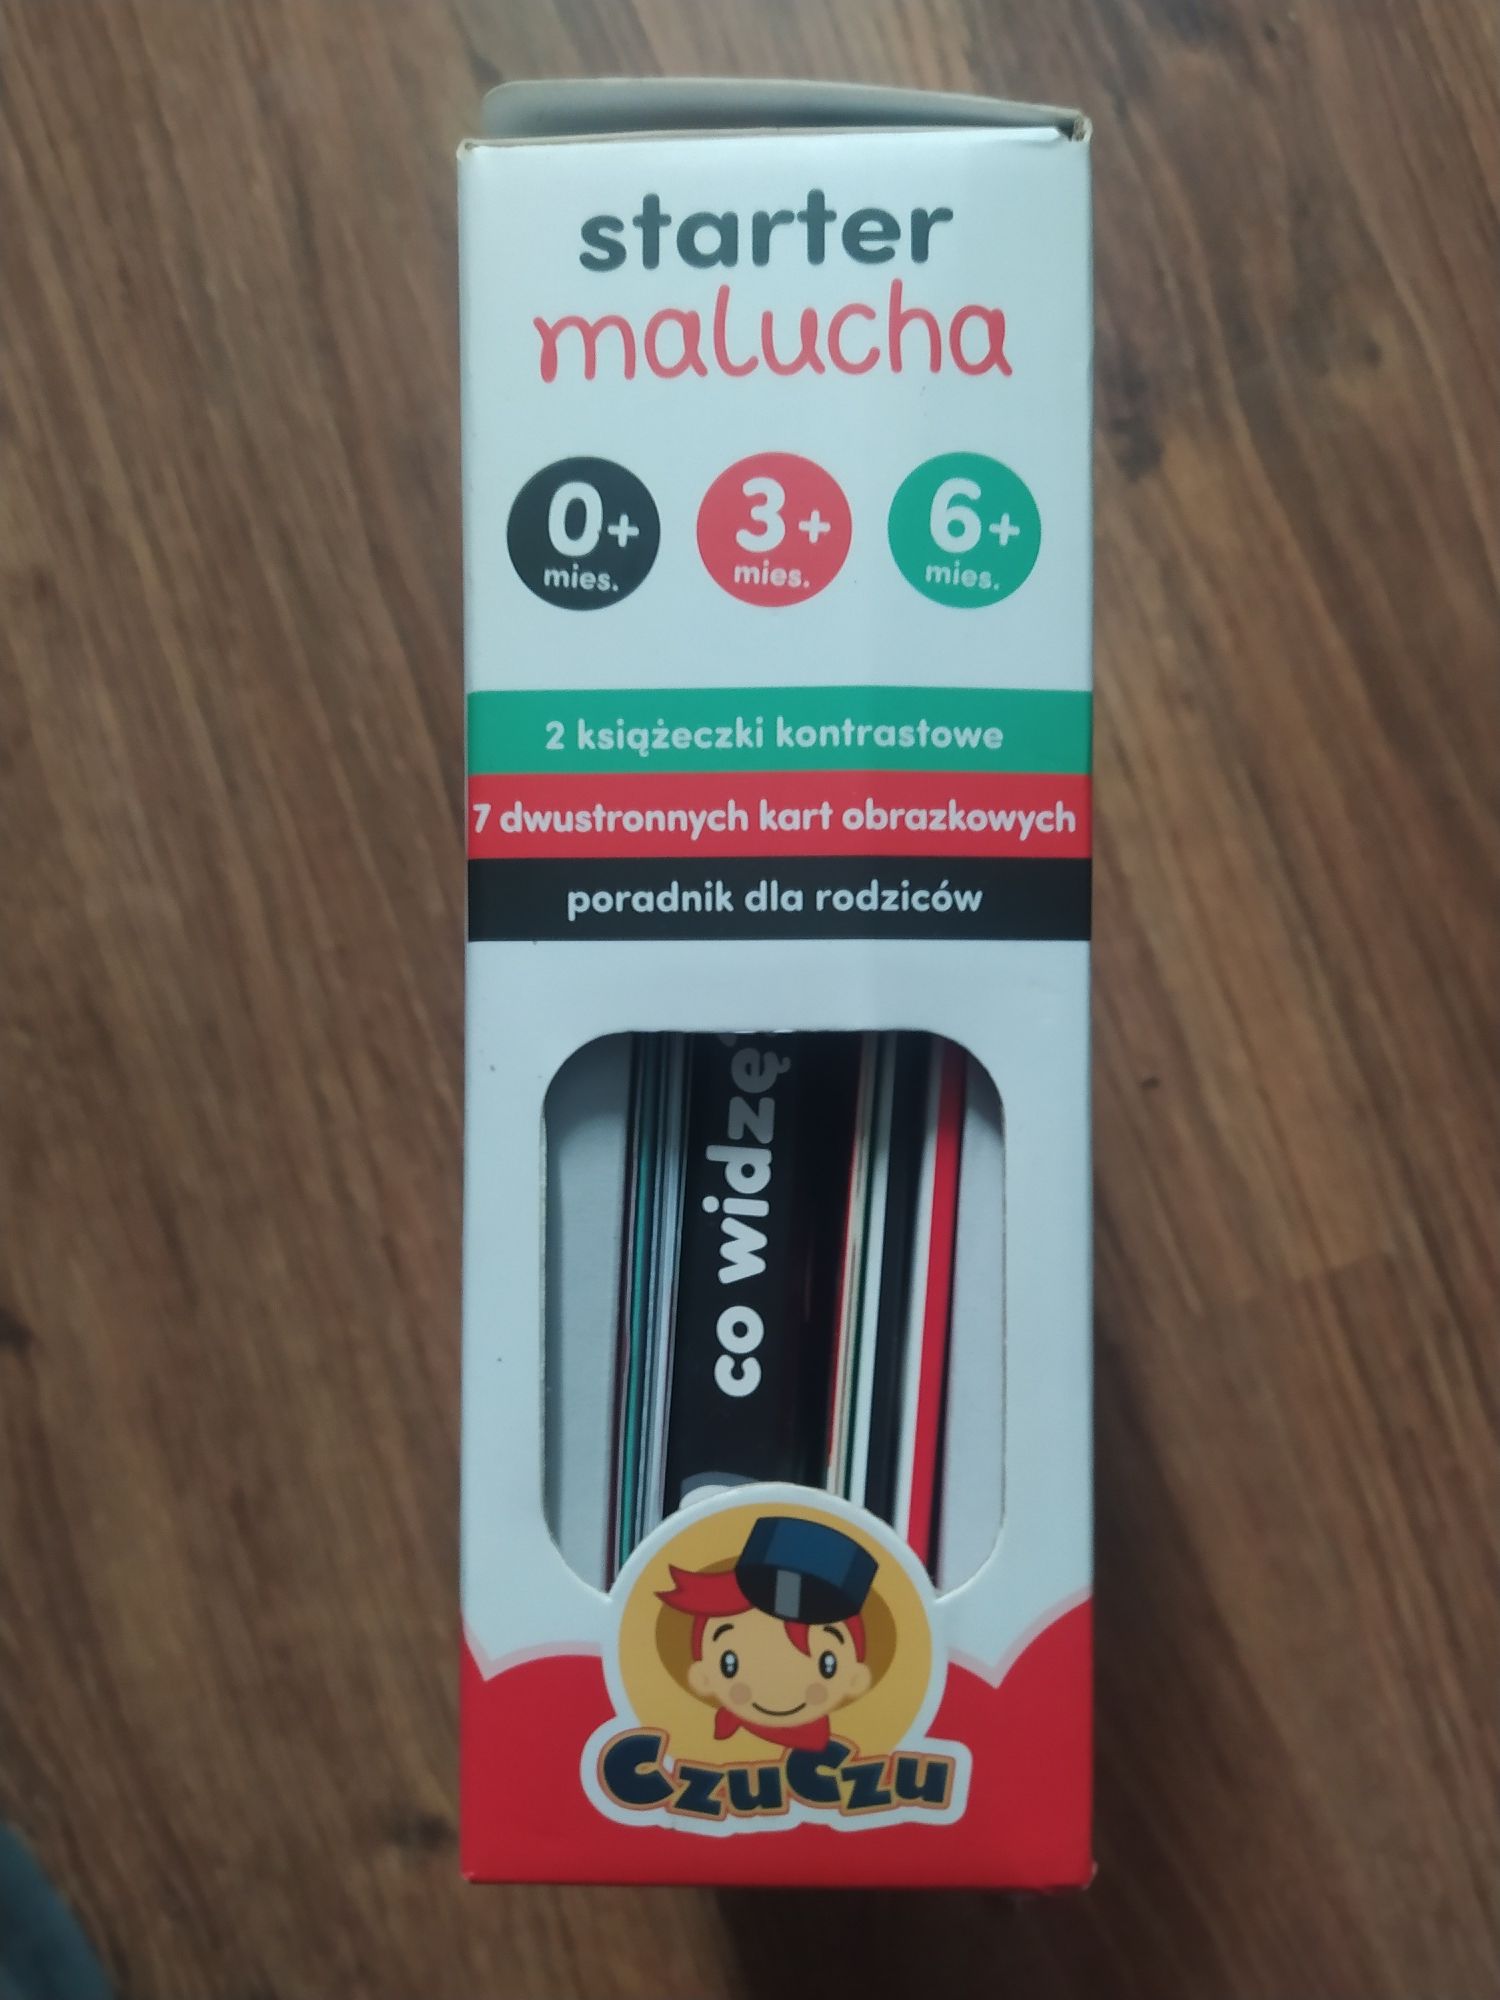 starter
malucha
0+
mies.
3+
mies.
6+
mies.
2 książeczki kontrastowe
7 dwustronnych kart obrazkowych
poradnik dla rodziców
co widzę?
CzuCzu